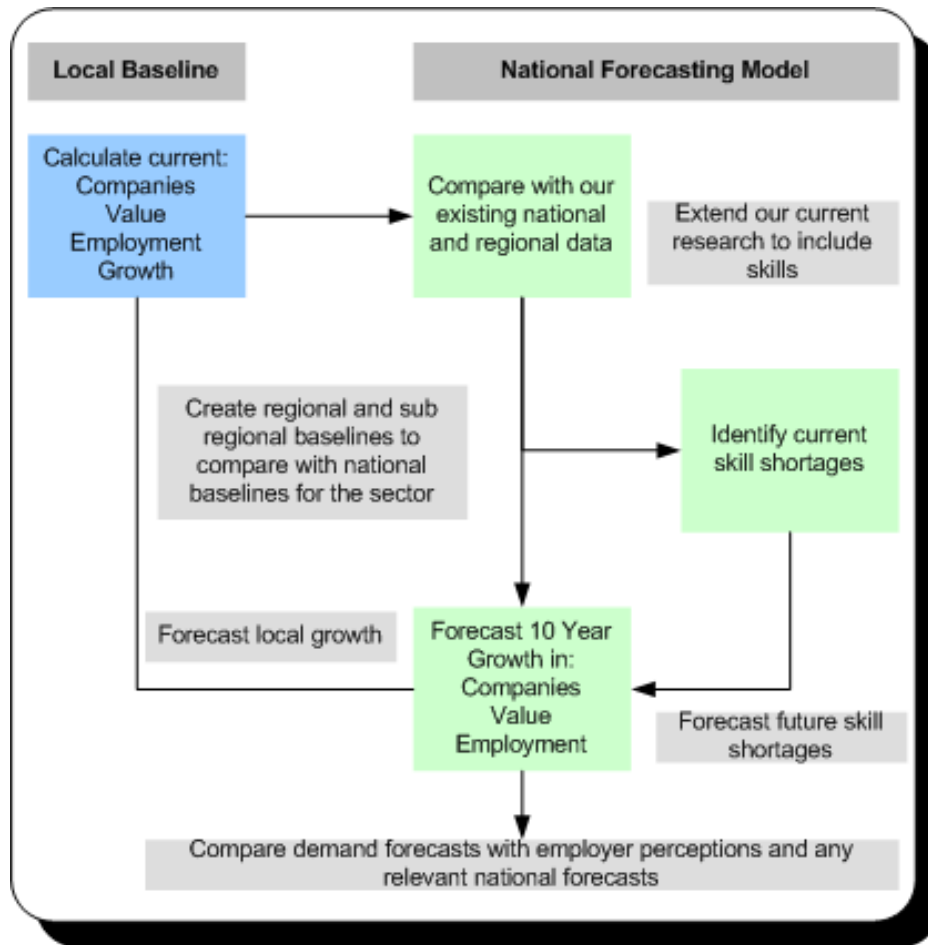 Local Baseline
National Forecasting Model
Calculate current:
Companies
Value
Employment
Growth
Compare with our
existing national
and regional data
Extend our current
research to include
skills
Create regional and sub
regional baselines to
compare with national
baselines for the sector
Identify current
skill shortages
Forecast local growth
Forecast 10 Year
Growth in:
Companies
Value
Employment
Forecast future skill
shortages
Compare demand forecasts with employer perceptions and any
relevant national forecasts